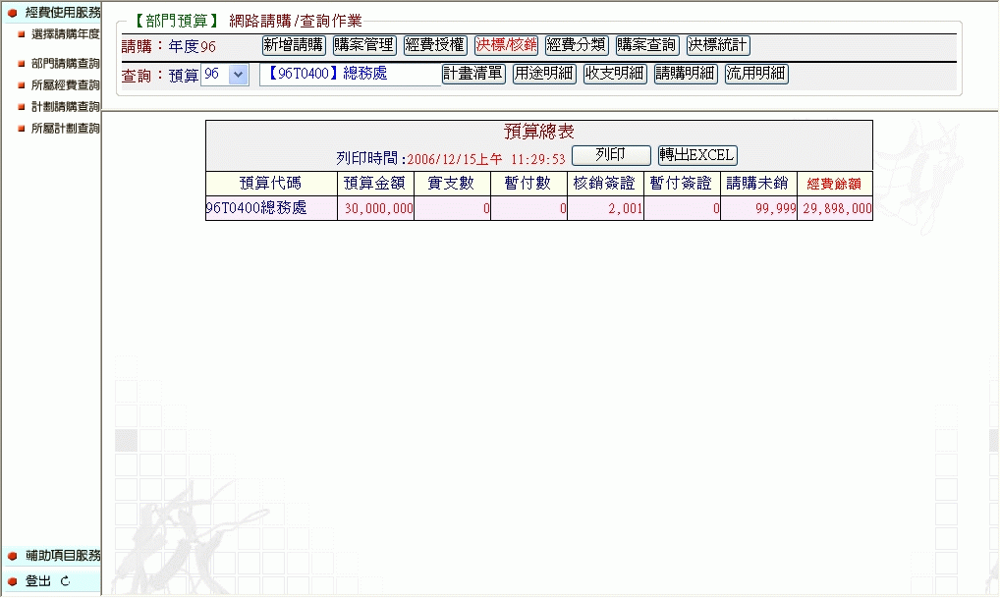 經費使用服務
選擇請購年度
部門請購查詢
所屬經費查詢
計劃請購查詢
所屬計劃查詢
輔助項目服務
登出
【部門預算】 網路請購/查詢作業
請購：年度96 新增請購 購案管理 經費授權 決標/核銷 經費分類 購案查詢 決標統計
查詢：預算 96 【96T0400】總務處 計畫清單 用途明細 收支明細 請購明細 流用明細
預算總表
列印時間:2006/12/15上午 11:29:53 列印 轉出EXCEL
預算代碼 預算金額 實支數 暫付數 核銷簽證 暫付簽證 請購未銷 經費餘額
96T0400總務處 30,000,000 0 0 2,001 0 99,999 29,898,000